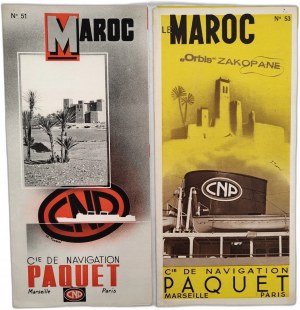 N° 51
MAROC
CNP
CIE DE NAVIGATION
PAQUET
Marseille CNP Paris
N° 53
LE MAROC
„Orbis” ZAKOPANE
CNP
CIE DE NAVIGATION
PAQUET
MARSEILLE PARIS